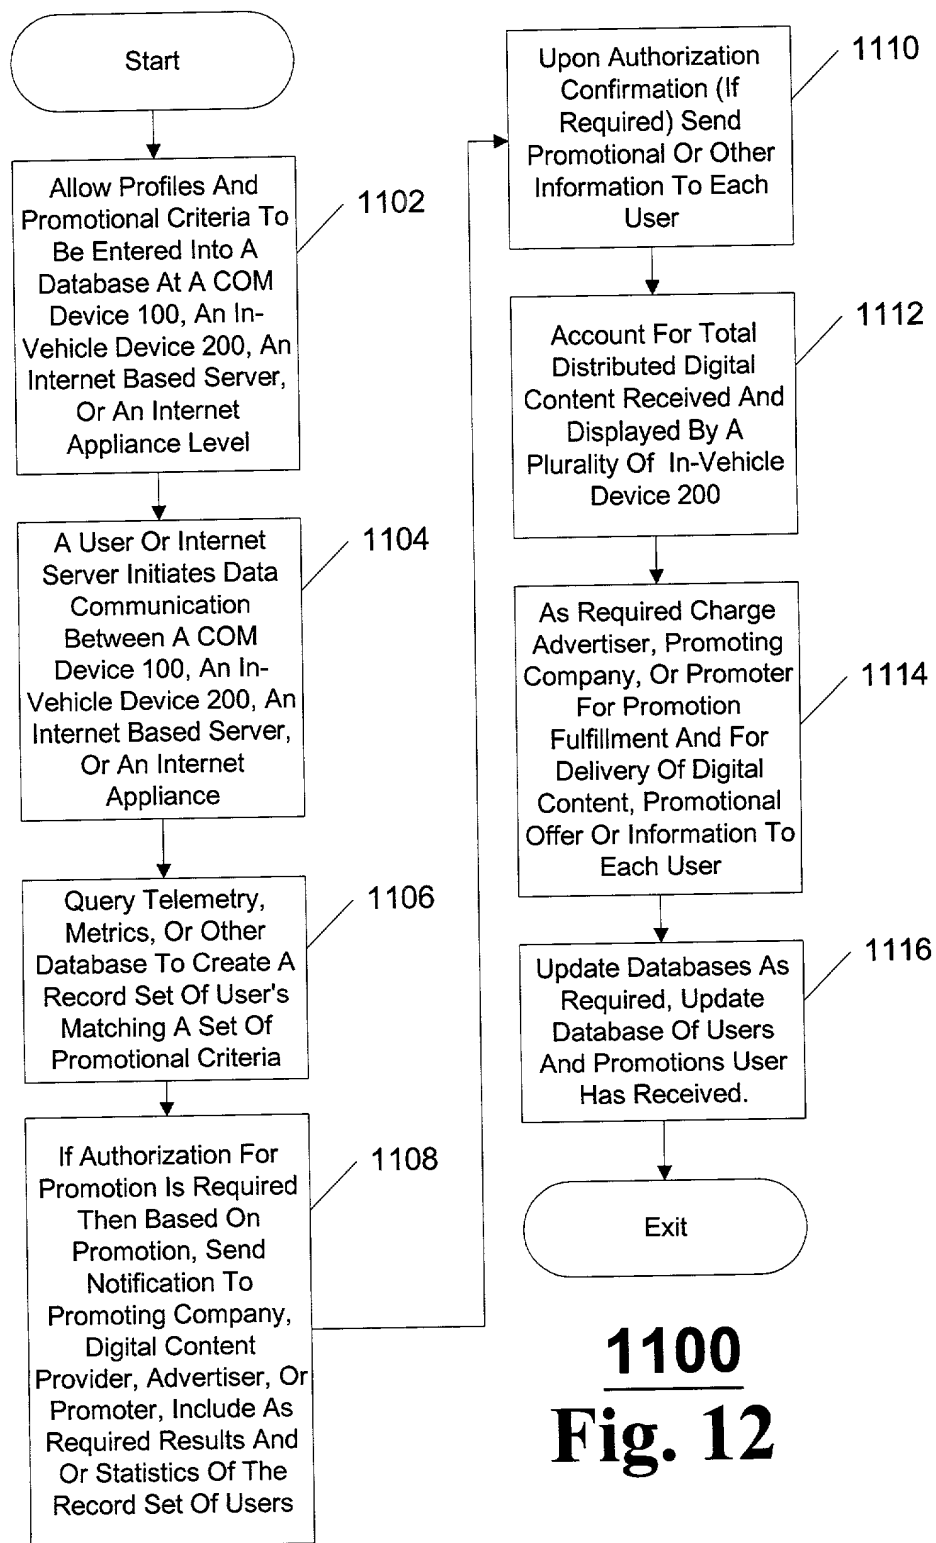 Start
Allow Profiles And
Promotional Criteria To
Be Entered Into A
Database At A COM
Device 100, An In-
Vehicle Device 200, An
Internet Based Server,
Or An Internet
Appliance Level
1102
A User Or Internet
Server Initiates Data
Communication
Between A COM
Device 100, An In-
Vehicle Device 200, An
Internet Based Server,
Or An Internet
Appliance
1104
Query Telemetry,
Metrics, Or Other
Database To Create A
Record Set Of User's
Matching A Set Of
Promotional Criteria
1106
If Authorization For
Promotion Is Required
Then Based On
Promotion, Send
Notification To
Promoting Company,
Digital Content
Provider, Advertiser, Or
Promoter, Include As
Required Results And
Or Statistics Of The
Record Set Of Users
1108
Upon Authorization
Confirmation (If
Required) Send
Promotional Or Other
Information To Each
User
1110
Account For Total
Distributed Digital
Content Received And
Displayed By A
Plurality Of In-Vehicle
Device 200
1112
As Required Charge
Advertiser, Promoting
Company, Or Promoter
For Promotion
Fulfillment And For
Delivery Of Digital
Content, Promotional
Offer Or Information To
Each User
1114
Update Databases As
Required, Update
Database Of Users
And Promotions User
Has Received.
1116
Exit
1100
Fig. 12